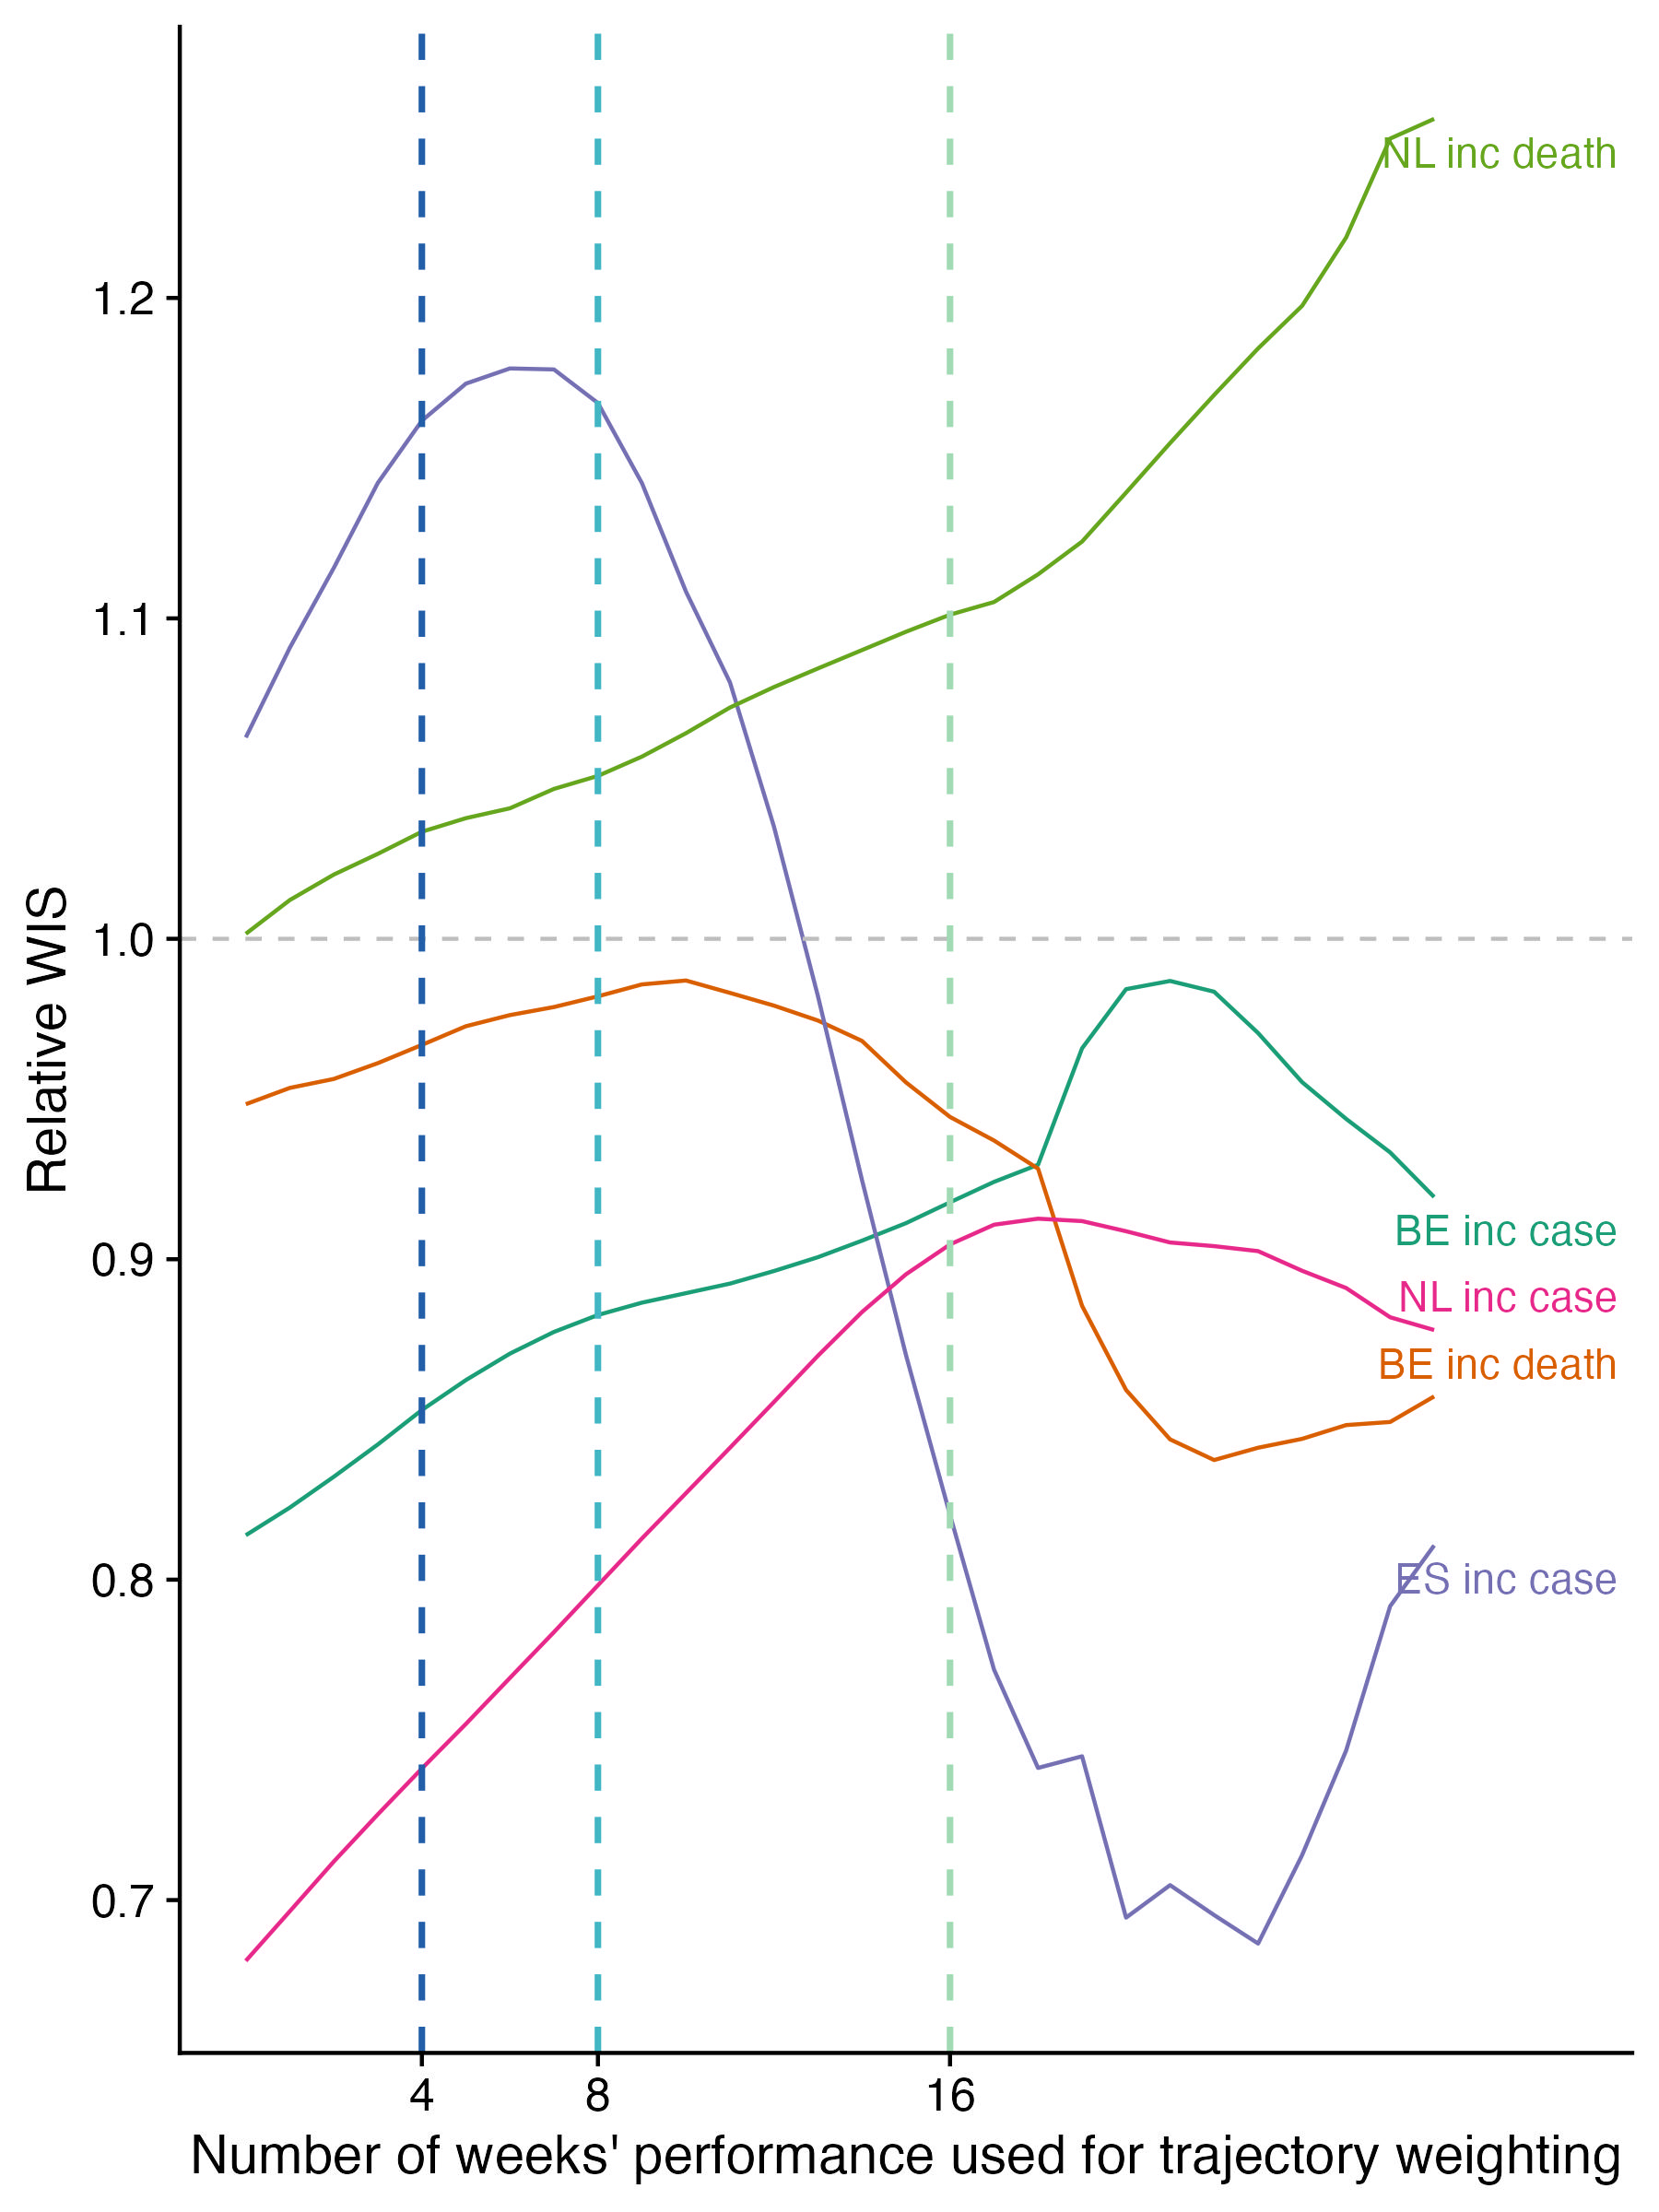 NL inc death
1.2
1.1
1.0
0.9
0.8
0.7
Relative WIS
BE inc case
NL inc case
BE inc death
ES inc case
4 8 16
Number of weeks' performance used for trajectory weighting